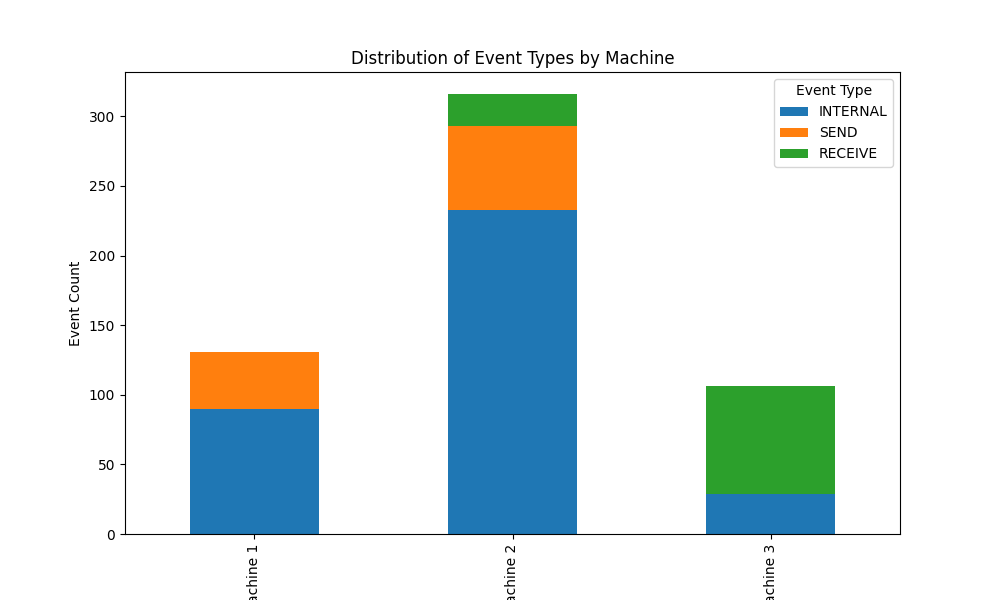 Distribution of Event Types by Machine
Event Type
INTERNAL
SEND
RECEIVE
300
250
200
150
100
50
0
Event Count
achine 1
achine 2
achine 3